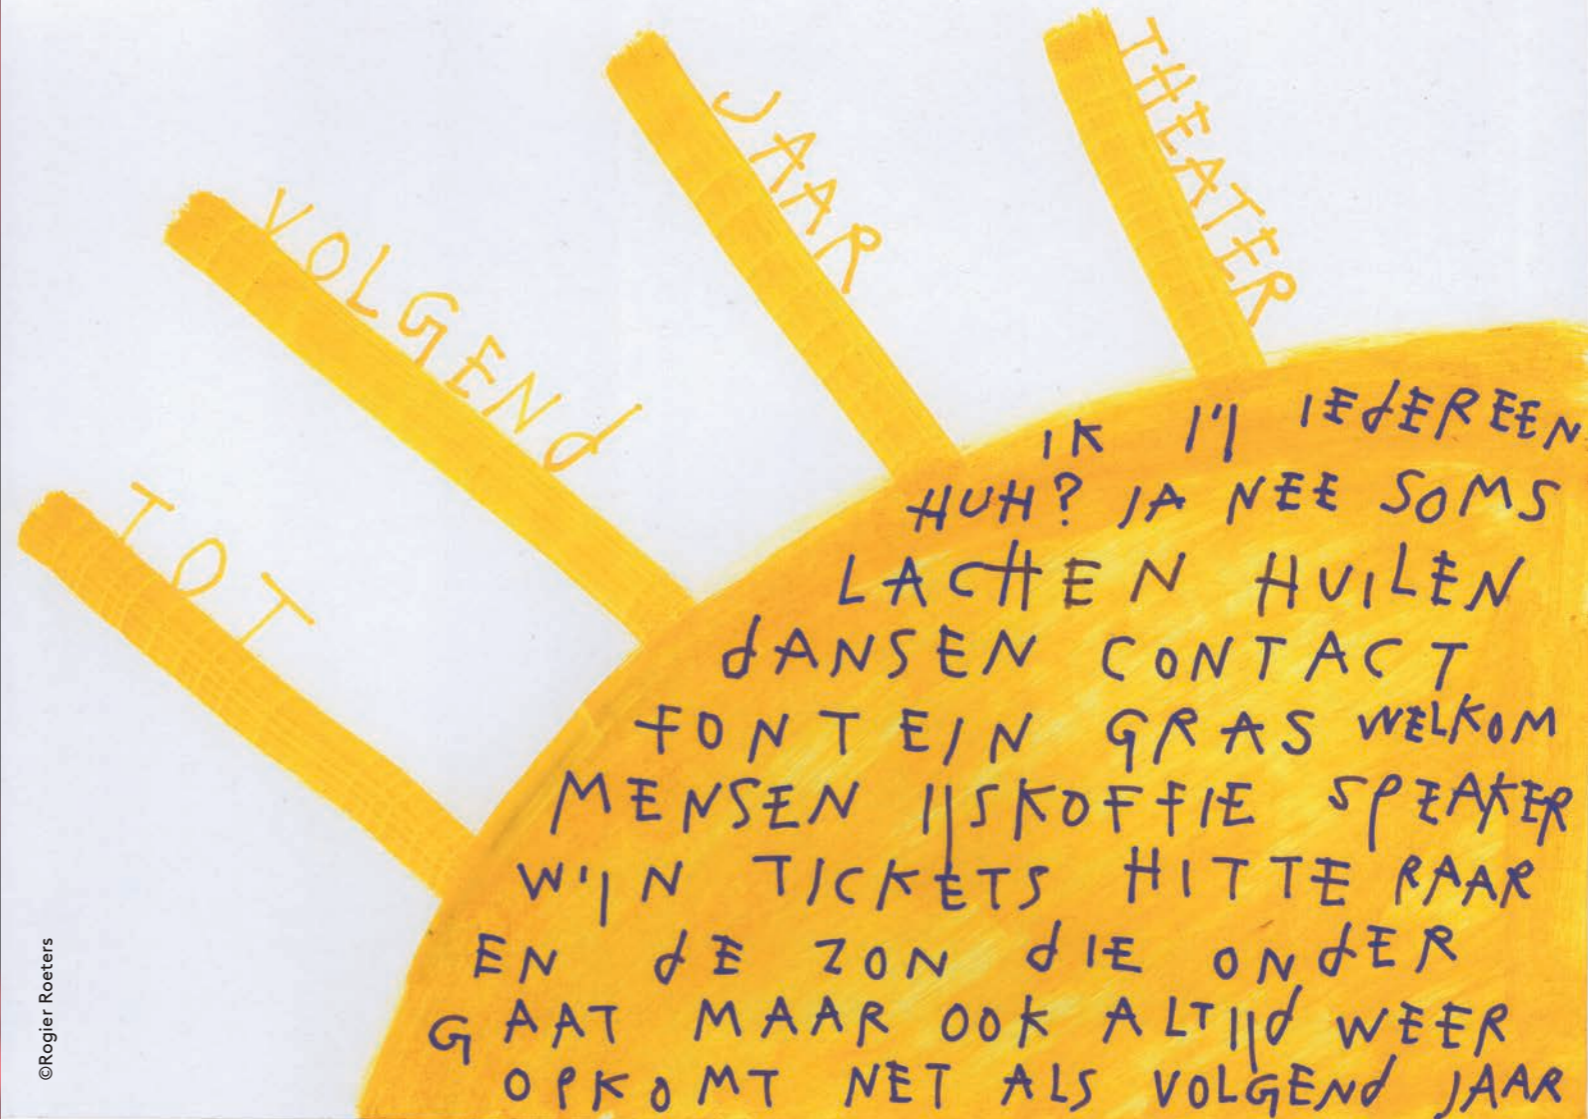 TOT
VOLGENd
JAAR
THEATER
IK IJ IEdEREEN
HUH? JA NEE SOMS
LACHEN HUILEN
dANSEN CONTACT
FONTEIN GRAS WELKOM
MENSEN IJSKOFFIE SPEAKER
WIJN TICKETS HITTE RAAR
EN dE ZON dIE ONdER
GAAT MAAR OOK ALTIJd WEER
OPKOMT NET ALS VOLGENd JAAR
©Rogier Roeters